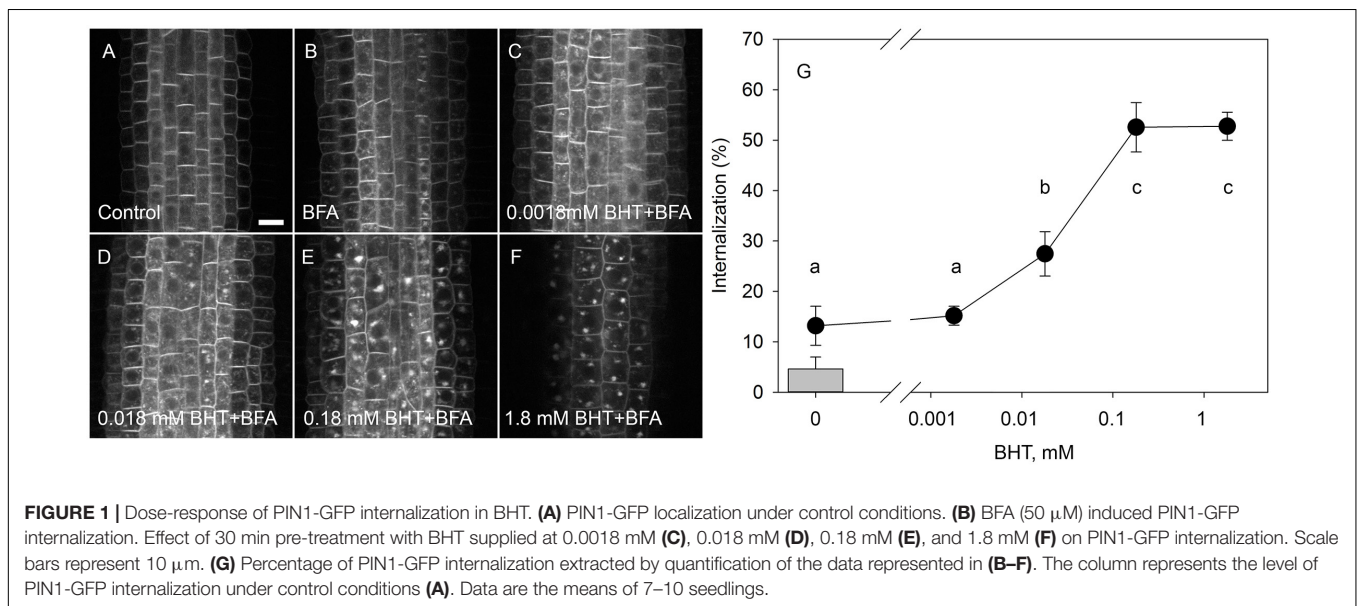 A
Control
B
BFA
C
0.0018mM BHT+BFA
D
0.018 mM BHT+BFA
E
0.18 mM BHT+BFA
F
1.8 mM BHT+BFA
G
Internalization (%)
70
60
50
40
30
20
10
0
a
a
b
c
c
0
0.001
0.01
0.1
1
BHT, mM
FIGURE 1 | Dose-response of PIN1-GFP internalization in BHT. (A) PIN1-GFP localization under control conditions. (B) BFA (50 μM) induced PIN1-GFP
internalization. Effect of 30 min pre-treatment with BHT supplied at 0.0018 mM (C), 0.018 mM (D), 0.18 mM (E), and 1.8 mM (F) on PIN1-GFP internalization. Scale
bars represent 10 μm. (G) Percentage of PIN1-GFP internalization extracted by quantification of the data represented in (B–F). The column represents the level of
PIN1-GFP internalization under control conditions (A). Data are the means of 7–10 seedlings.